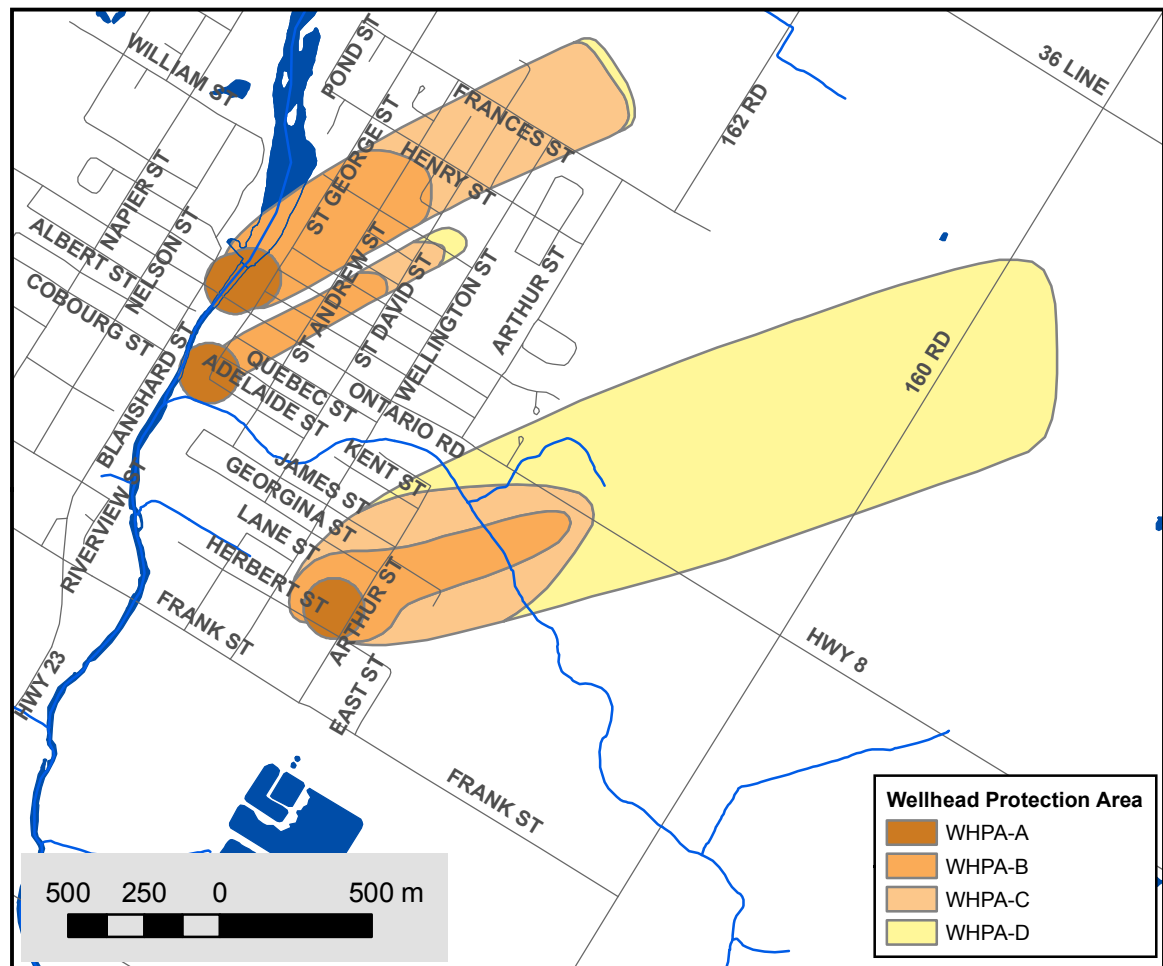 WILLIAM ST
POND ST
36 LINE
162 RD
FRANCES ST
HENRY ST
ST GEORGE ST
NAPIER ST
NELSON ST
ALBERT ST
COBOURG ST
ST ANDREW ST
ST DAVID ST
WELLINGTON ST
ARTHUR ST
BLANSHARD ST
ADELAIDE ST
QUEBEC ST
ONTARIO RD
160 RD
KENT ST
JAMES ST
GEORGINA ST
LANE ST
HERBERT ST
RIVERVIEW ST
FRANK ST
ARTHUR ST
EAST ST
HWY 23
HWY 8
FRANK ST
Wellhead Protection Area
WHPA-A
WHPA-B
WHPA-C
WHPA-D
500 250 0 500 m